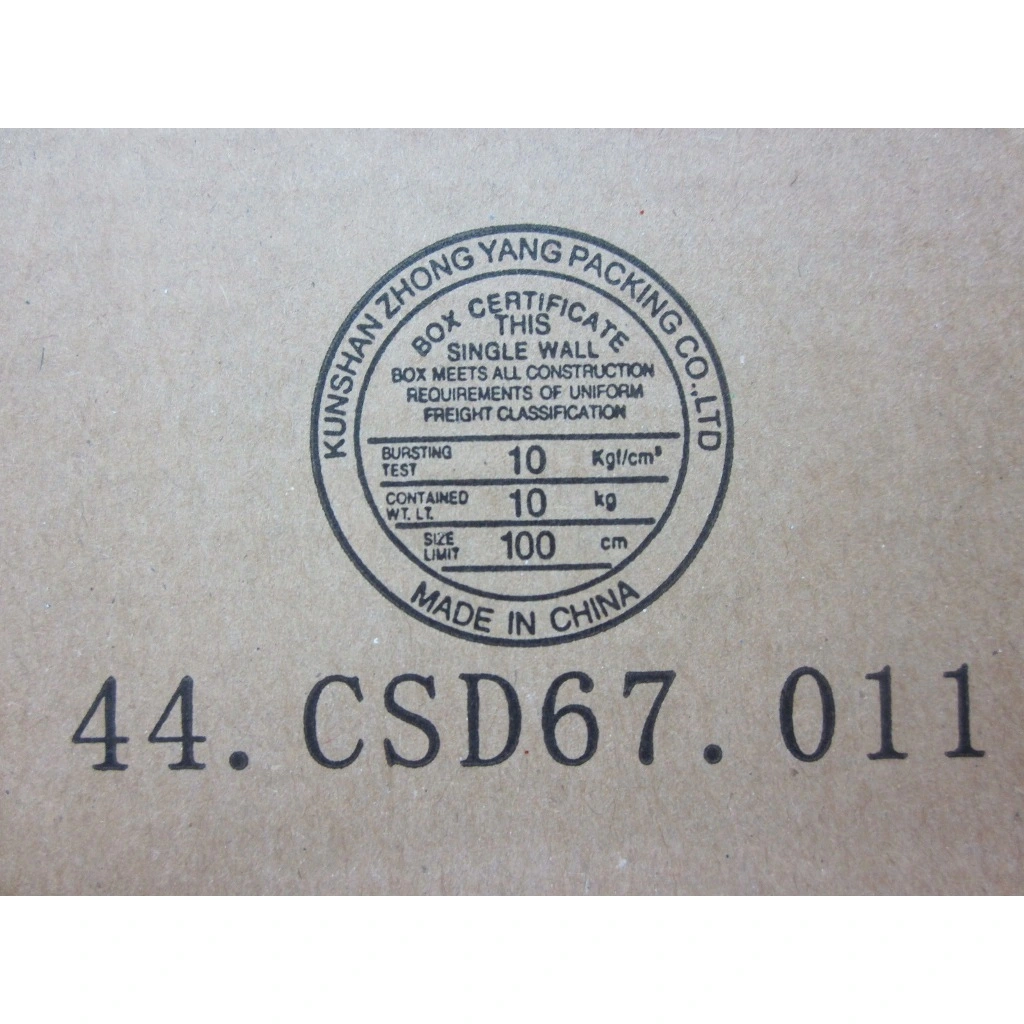 KUNSHAN ZHONG YANG PACKING CO.,LTD
BOX CERTIFICATE
THIS
SINGLE WALL
BOX MEETS ALL CONSTRUCTION
REQUIREMENTS OF UNIFORM
FREIGHT CLASSIFICATION
BURSTING TEST 10 Kgf/cm²
CONTAINED WT. LT. 10 kg
SIZE LIMIT 100 cm
MADE IN CHINA
44.CSD67.011